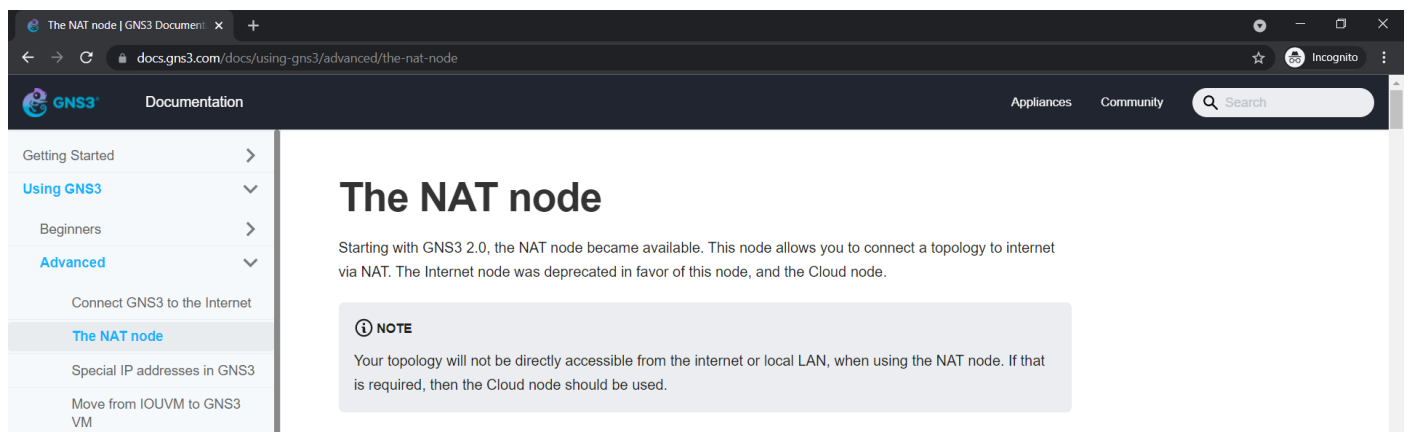 The NAT node | GNS3 Document
docs.gns3.com/docs/using-gns3/advanced/the-nat-node
Incognito
GNS3
Documentation
Appliances
Community
Search
Getting Started
Using GNS3
Beginners
Advanced
Connect GNS3 to the Internet
The NAT node
Special IP addresses in GNS3
Move from IOUVM to GNS3
VM
The NAT node
Starting with GNS3 2.0, the NAT node became available. This node allows you to connect a topology to internet
via NAT. The Internet node was deprecated in favor of this node, and the Cloud node.
NOTE
Your topology will not be directly accessible from the internet or local LAN, when using the NAT node. If that
is required, then the Cloud node should be used.